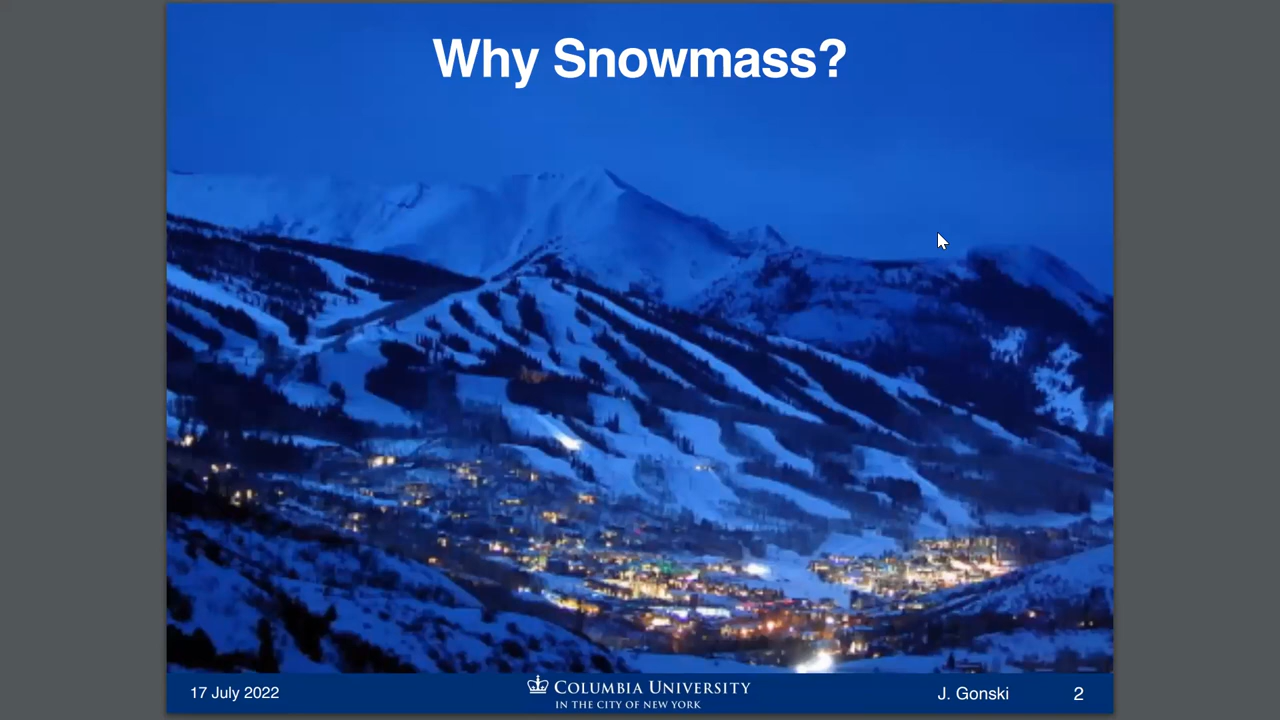 Why Snowmass?
17 July 2022
COLUMBIA UNIVERSITY
IN THE CITY OF NEW YORK
J. Gonski
2